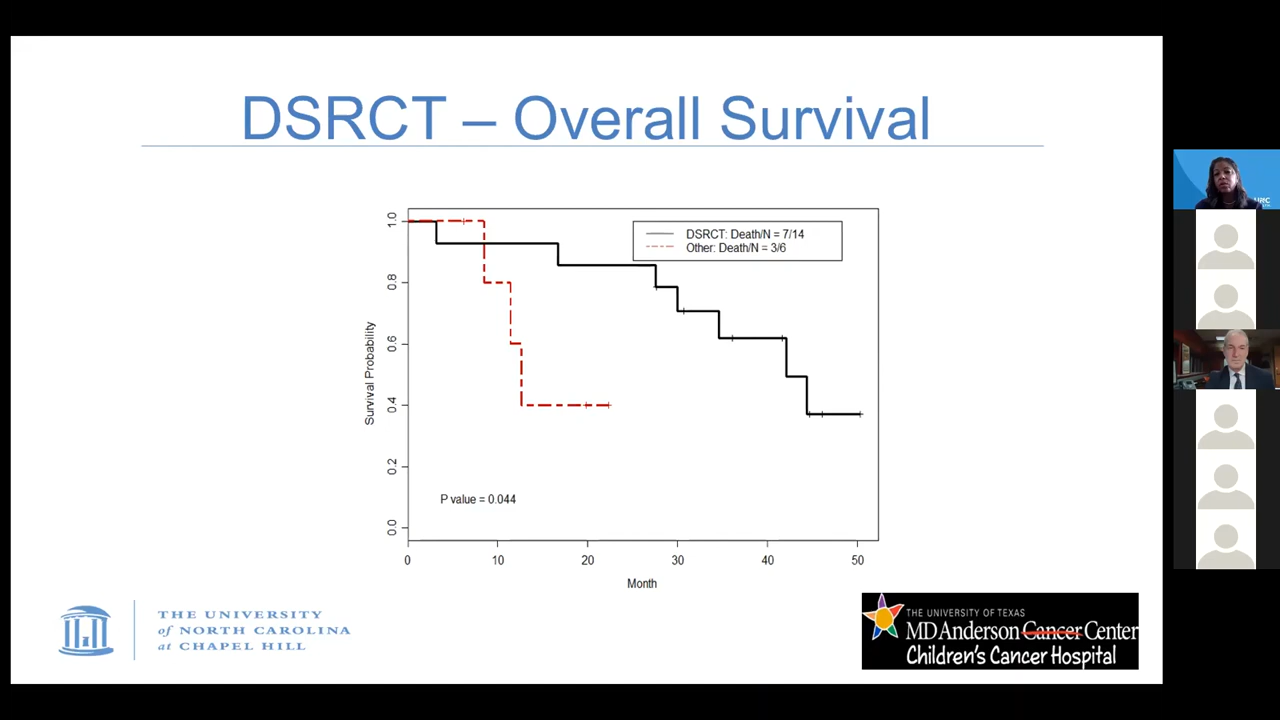 DSRCT – Overall Survival
DSRCT: Death/N = 7/14
Other: Death/N = 3/6
Survival Probability
1.0
0.8
0.6
0.4
0.2
0.0
P value = 0.044
0 10 20 30 40 50
Month
THE UNIVERSITY
of NORTH CAROLINA
at CHAPEL HILL
THE UNIVERSITY OF TEXAS
MD Anderson Cancer Center
Children's Cancer Hospital